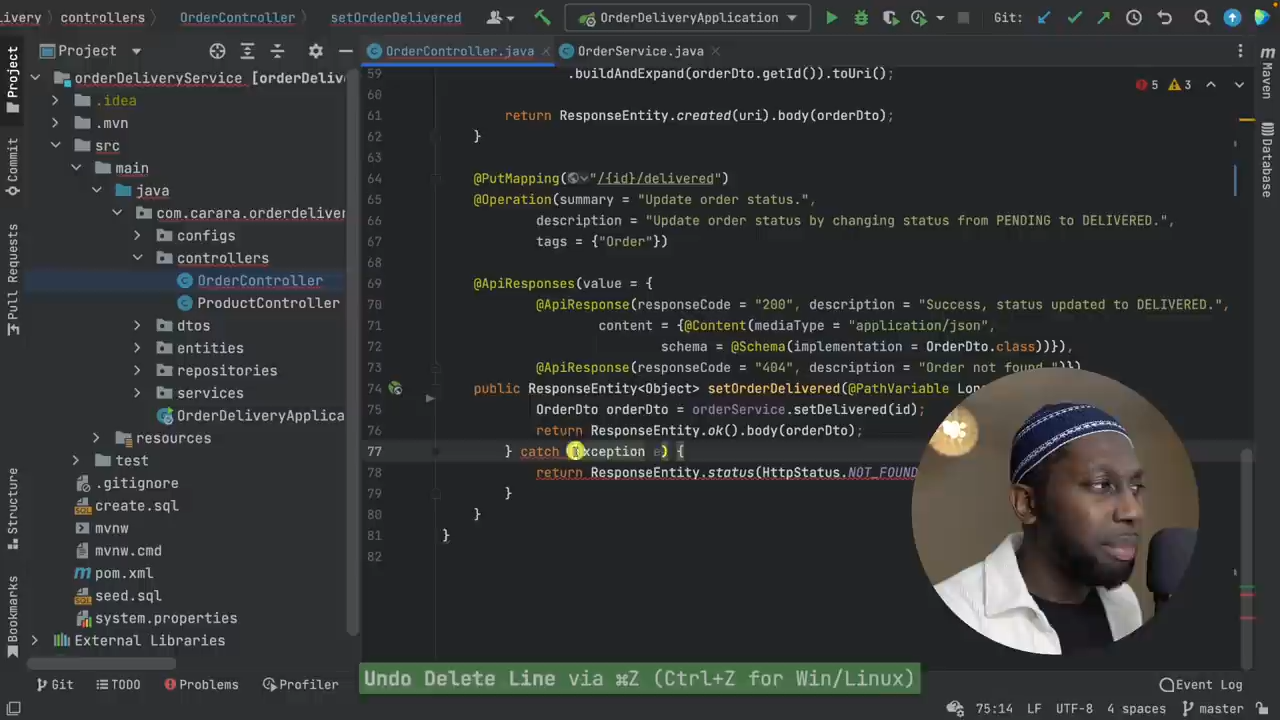 ivery
controllers
OrderController
setOrderDelivered
OrderDeliveryApplication
Git:
Project
OrderController.java
OrderService.java
Project
Commit
Pull Requests
Structure
Bookmarks
orderDeliveryService [orderDeliv
.idea
.mvn
src
main
java
com.carara.orderdeliver
configs
controllers
OrderController
ProductController
dtos
entities
repositories
services
OrderDeliveryApplica
resources
test
.gitignore
create.sql
mvnw
mvnw.cmd
pom.xml
seed.sql
system.properties
External Libraries
5 3
59 .buildAndExpand(orderDto.getId()).toUri();
60
61 return ResponseEntity.created(uri).body(orderDto);
62 }
63
64 @PutMapping("/{id}/delivered")
65 @Operation(summary = "Update order status.",
66 description = "Update order status by changing status from PENDING to DELIVERED.",
67 tags = {"Order"})
68
69 @ApiResponses(value = {
70 @ApiResponse(responseCode = "200", description = "Success, status updated to DELIVERED.",
71 content = {@Content(mediaType = "application/json",
72 schema = @Schema(implementation = OrderDto.class))}),
73 @ApiResponse(responseCode = "404", description = "Order not found.")})
74 public ResponseEntity<Object> setOrderDelivered(@PathVariable Lon
75 OrderDto orderDto = orderService.setDelivered(id);
76 return ResponseEntity.ok().body(orderDto);
77 } catch (Exception e) {
78 return ResponseEntity.status(HttpStatus.NOT_FOUND
79 }
80 }
81 }
82
Maven
Database
Undo Delete Line via ⌘Z (Ctrl+Z for Win/Linux)
Git
TODO
Problems
Profiler
Event Log
75:14 LF UTF-8 4 spaces master